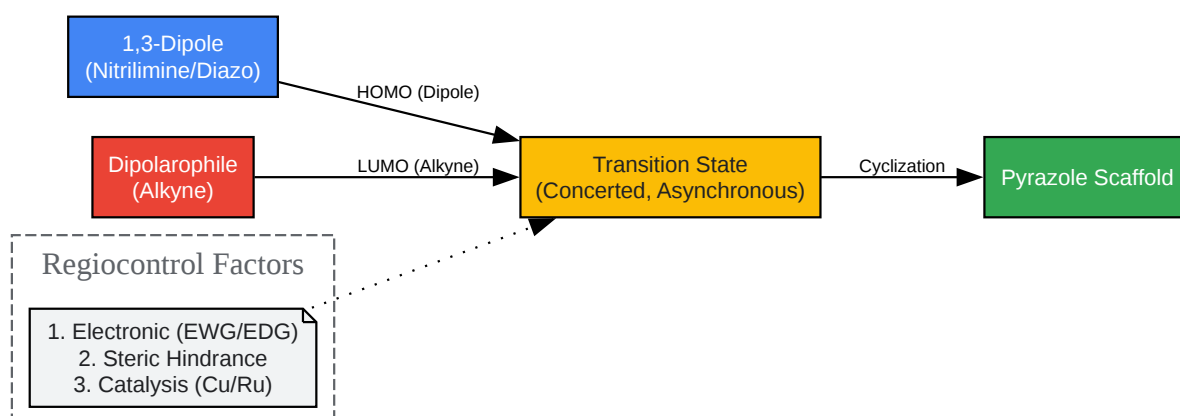 1,3-Dipole
(Nitrilimine/Diazo)
HOMO (Dipole)
Dipolarophile
(Alkyne)
LUMO (Alkyne)
Transition State
(Concerted, Asynchronous)
Cyclization
Pyrazole Scaffold
Regiocontrol Factors
1. Electronic (EWG/EDG)
2. Steric Hindrance
3. Catalysis (Cu/Ru)